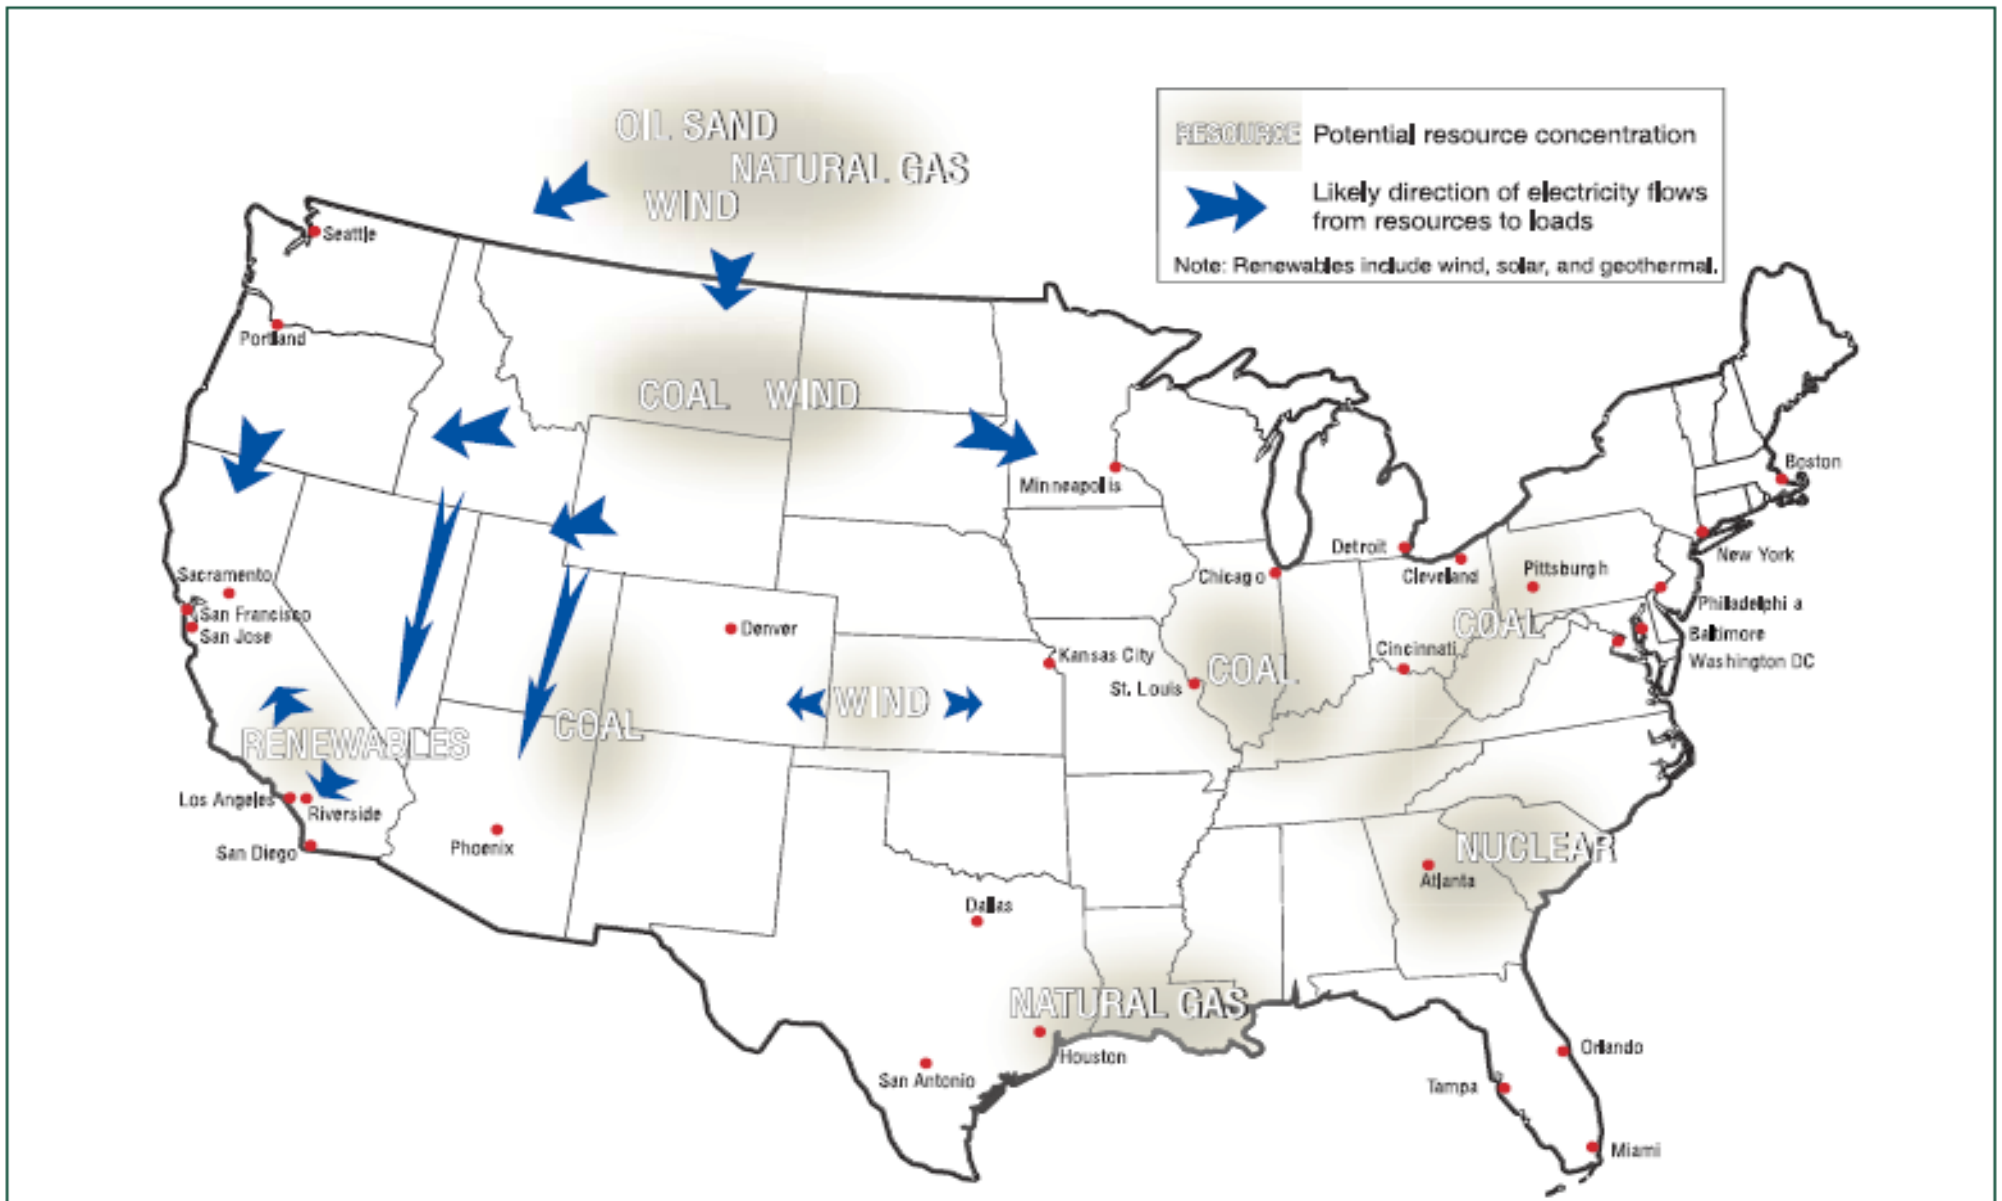 OIL SAND
NATURAL GAS
WIND
RESOURCE Potential resource concentration
Likely direction of electricity flows
from resources to loads
Note: Renewables include wind, solar, and geothermal.
Seattle
Portland
COAL WIND
Minneapolis
Boston
New York
Detroit
Cleveland
Pittsburgh
Chicago
Philadelphia
Sacramento
San Francisco
San Jose
Denver
Kansas City
St. Louis
COAL
Cincinnati
COAL
Baltimore
Washington DC
WIND
COAL
RENEWABLES
Los Angeles
Riverside
San Diego
Phoenix
NUCLEAR
Atlanta
Dallas
NATURAL GAS
Houston
San Antonio
Orlando
Tampa
Miami